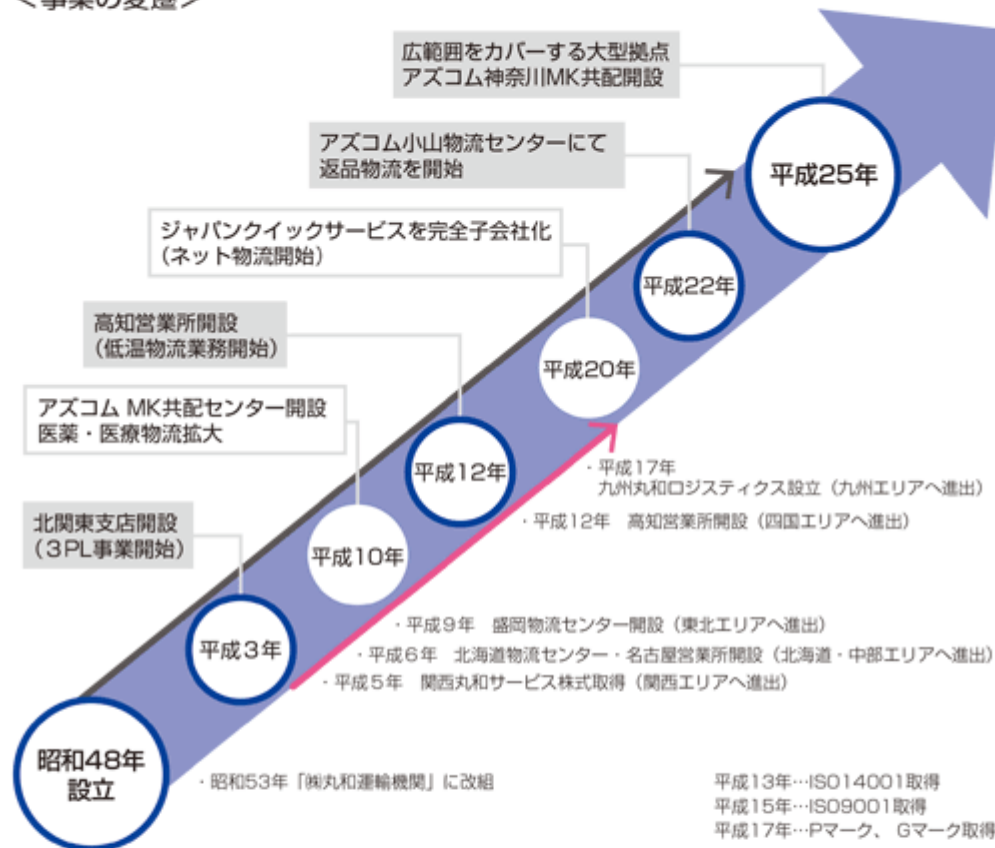 ＜事業の変遷＞
広範囲をカバーする大型拠点
アズコム神奈川MK共配開設
平成25年
アズコム小山物流センターにて
返品物流を開始
平成22年
ジャパンクイックサービスを完全子会社化
（ネット物流開始）
平成20年
高知営業所開設
（低温物流業務開始）
平成12年
アズコム MK共配センター開設
医薬・医療物流拡大
平成10年
北関東支店開設
（3PL事業開始）
平成3年
昭和48年
設立
・平成17年
九州丸和ロジスティクス設立（九州エリアへ進出）
・平成12年　高知営業所開設（四国エリアへ進出）
・平成9年　盛岡物流センター開設（東北エリアへ進出）
・平成6年　北海道物流センター・名古屋営業所開設（北海道・中部エリアへ進出）
・平成5年　関西丸和サービス株式取得（関西エリアへ進出）
・昭和53年「㈱丸和運輸機関」に改組
平成13年…ISO14001取得
平成15年…ISO9001取得
平成17年…Pマーク、Gマーク取得